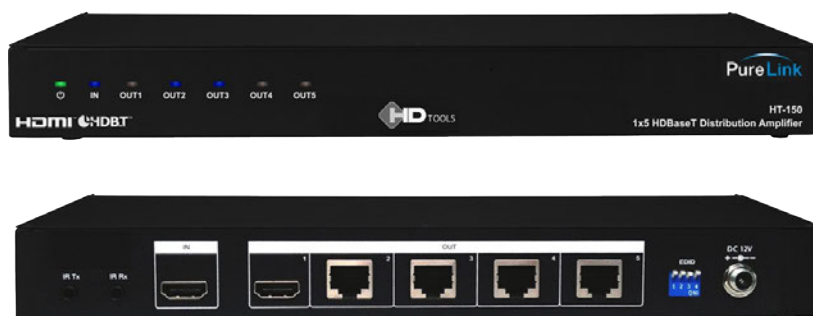 PureLink
IN OUT1 OUT2 OUT3 OUT4 OUT5
HT-150
HDMI HDBT™
HD TOOLS
1x5 HDBaseT Distribution Amplifier
IN
OUT
DC 12V
IR Tx
IR Rx
1
2
3
4
5
EDID
1 2 3 4
ON